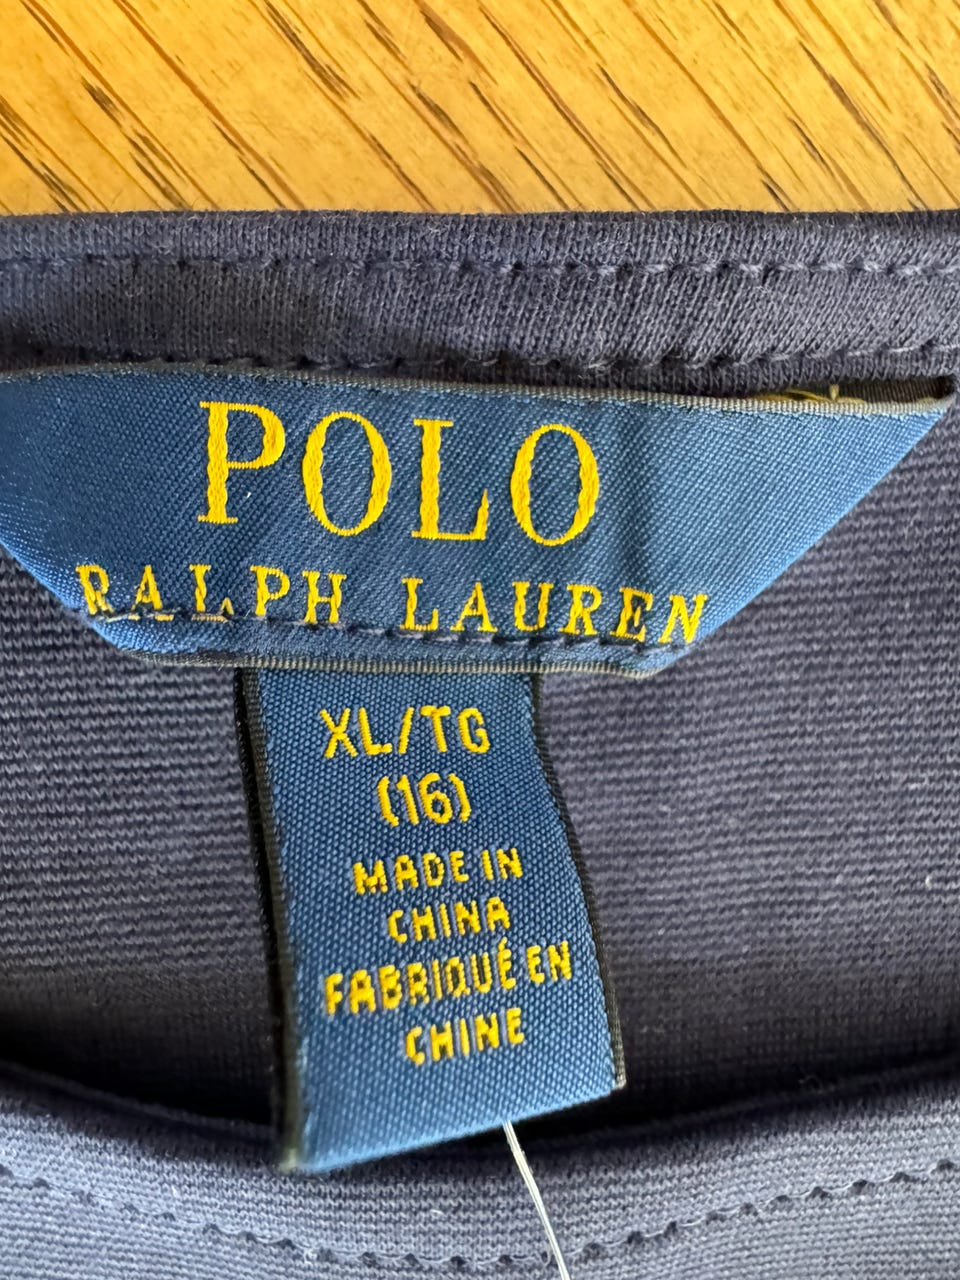 POLO
RALPH LAUREN
XL/TG
(16)
MADE IN
CHINA
FABRIQUÉ EN
CHINE